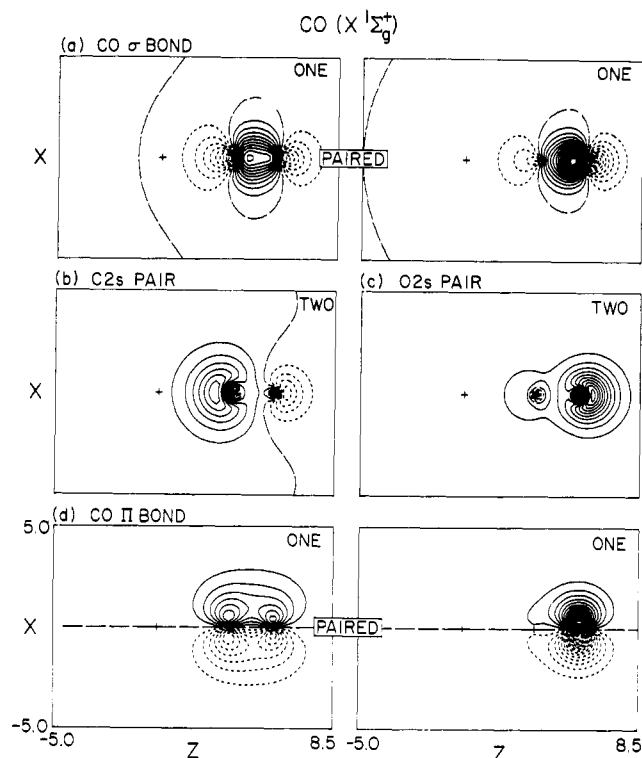 CO (X ¹Σg⁺)
(a) CO σ BOND
ONE
ONE
X
PAIRED
(b) C2s PAIR
TWO
(c) O2s PAIR
TWO
X
(d) CO Π BOND
5.0
ONE
ONE
X
PAIRED
-5.0
-5.0
Z
8.5
-5.0
Z
8.5